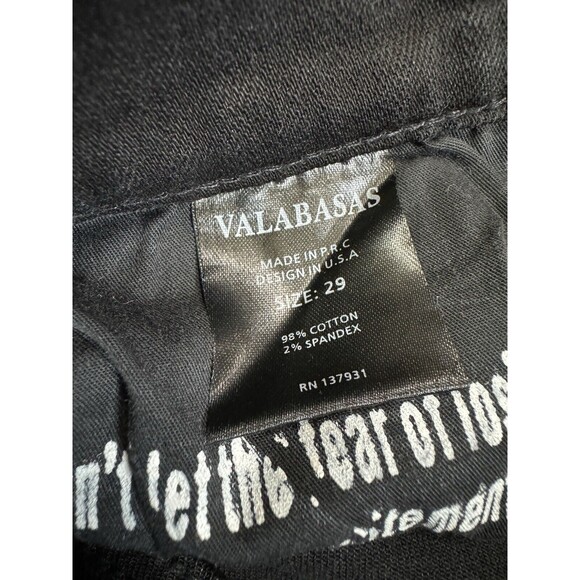 VALABASAS
MADE IN P.R.C
DESIGN IN U.S.A
SIZE: 29
98% COTTON
2% SPANDEX
RN 137931
n't let the fear of los